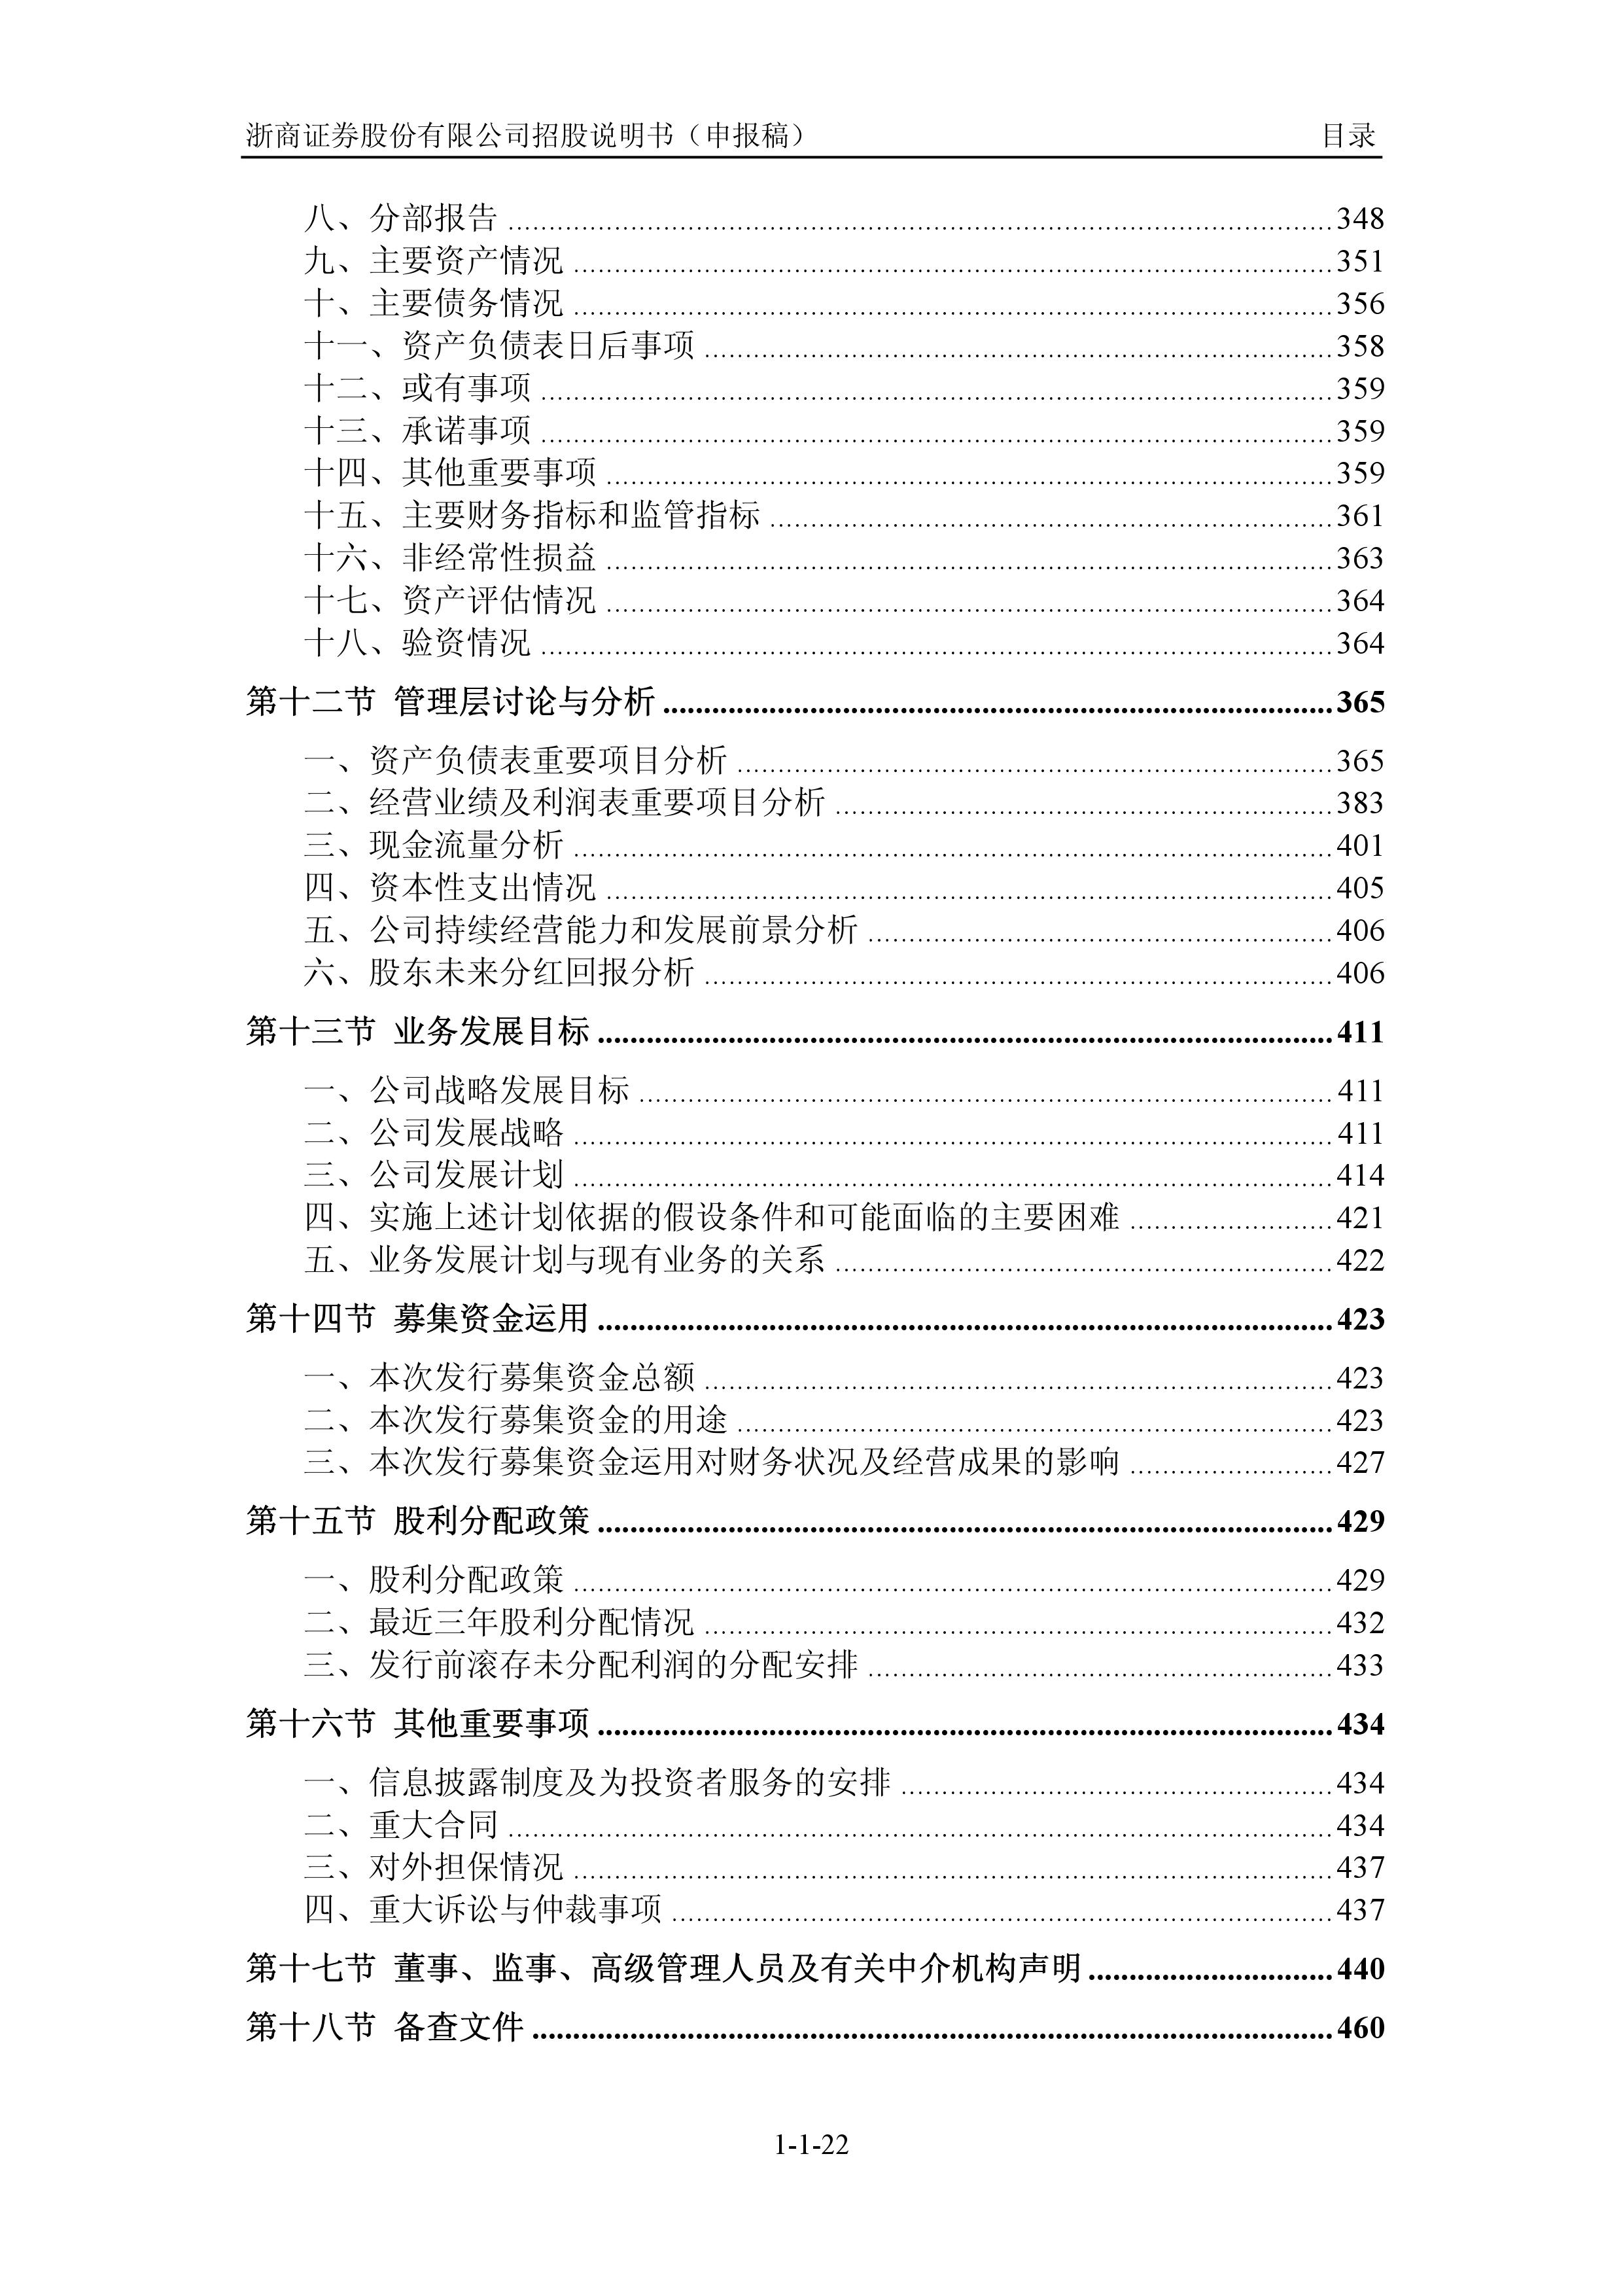 浙商证券股份有限公司招股说明书（申报稿） 目录
八、分部报告 348
九、主要资产情况 351
十、主要债务情况 356
十一、资产负债表日后事项 358
十二、或有事项 359
十三、承诺事项 359
十四、其他重要事项 359
十五、主要财务指标和监管指标 361
十六、非经常性损益 363
十七、资产评估情况 364
十八、验资情况 364
第十二节 管理层讨论与分析 365
一、资产负债表重要项目分析 365
二、经营业绩及利润表重要项目分析 383
三、现金流量分析 401
四、资本性支出情况 405
五、公司持续经营能力和发展前景分析 406
六、股东未来分红回报分析 406
第十三节 业务发展目标 411
一、公司战略发展目标 411
二、公司发展战略 411
三、公司发展计划 414
四、实施上述计划依据的假设条件和可能面临的主要困难 421
五、业务发展计划与现有业务的关系 422
第十四节 募集资金运用 423
一、本次发行募集资金总额 423
二、本次发行募集资金的用途 423
三、本次发行募集资金运用对财务状况及经营成果的影响 427
第十五节 股利分配政策 429
一、股利分配政策 429
二、最近三年股利分配情况 432
三、发行前滚存未分配利润的分配安排 433
第十六节 其他重要事项 434
一、信息披露制度及为投资者服务的安排 434
二、重大合同 434
三、对外担保情况 437
四、重大诉讼与仲裁事项 437
第十七节 董事、监事、高级管理人员及有关中介机构声明 440
第十八节 备查文件 460
1-1-22